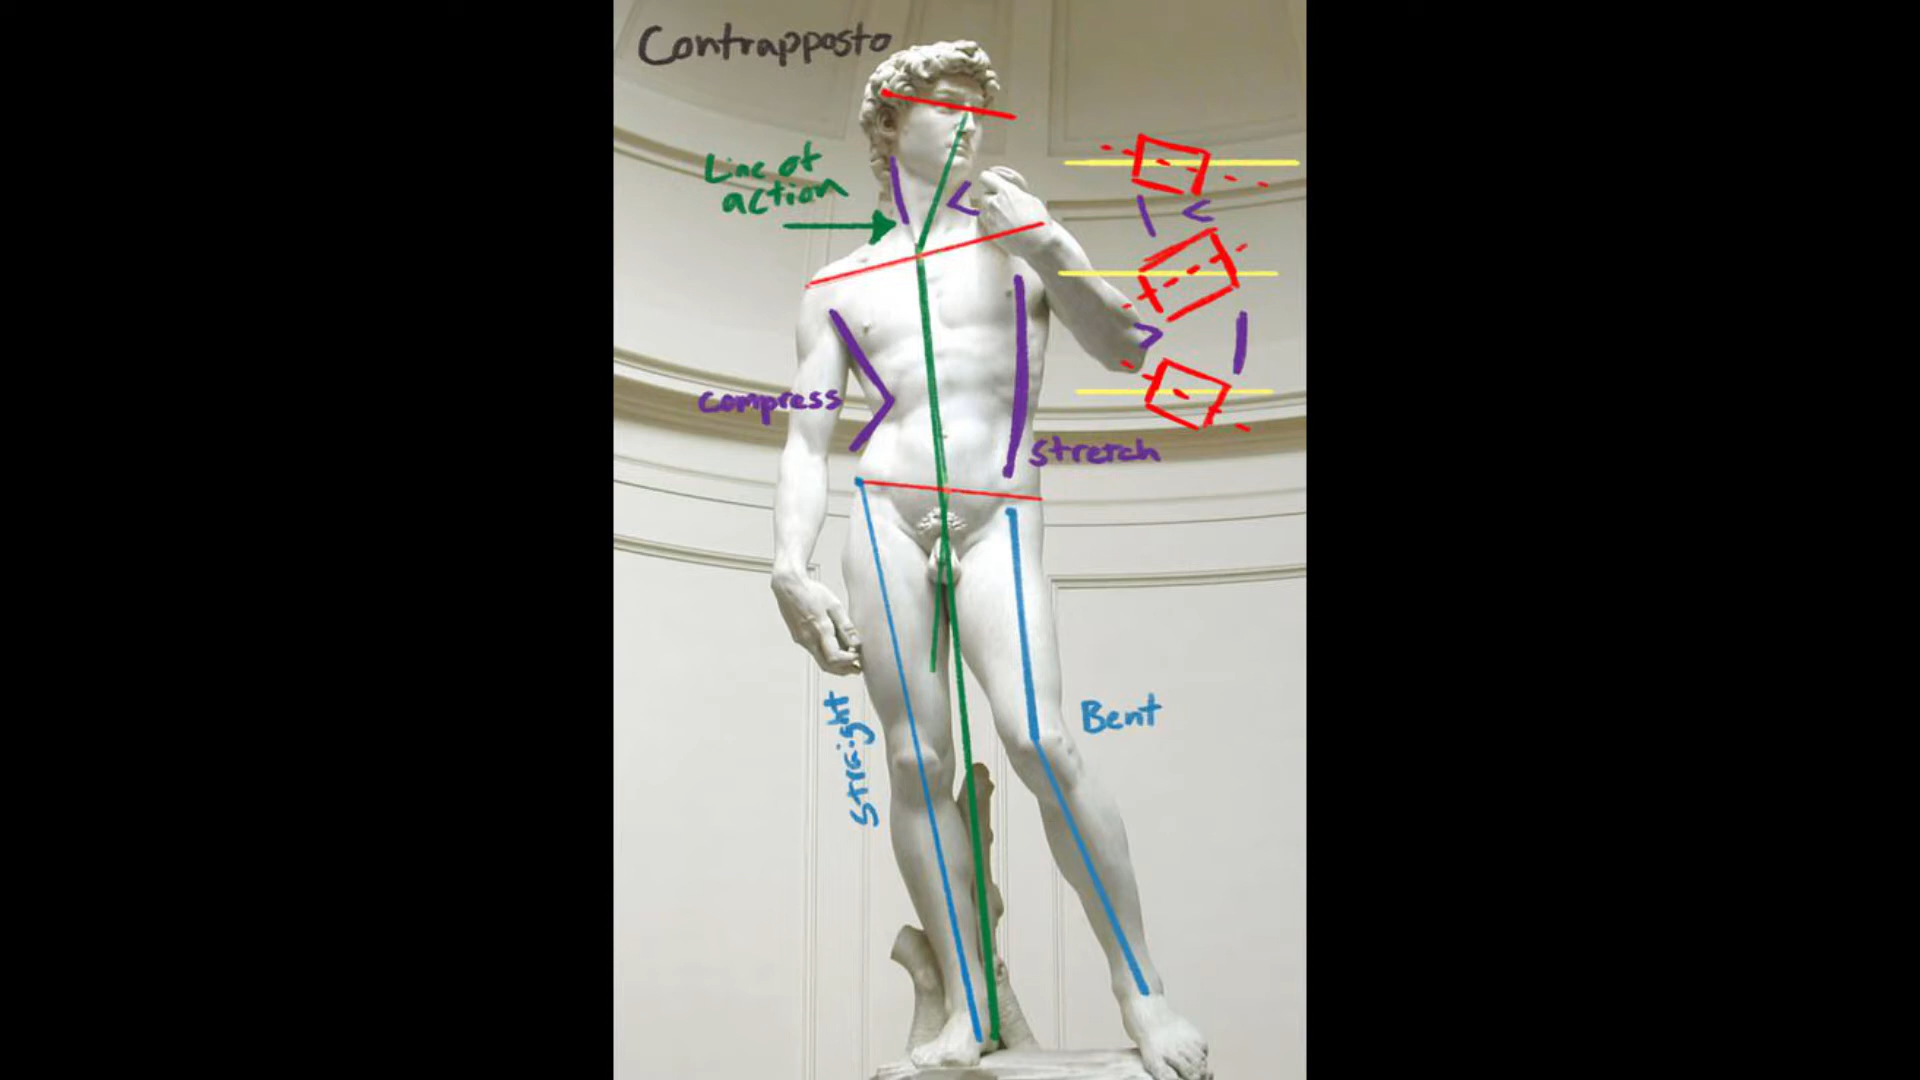 Contrapposto
Line of
action
compress
stretch
straight
Bent